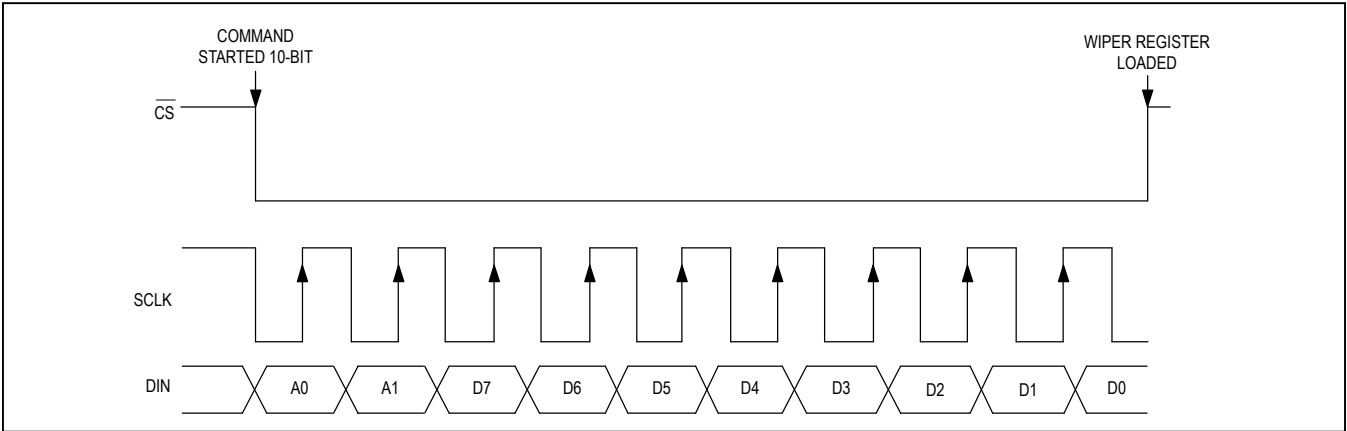 COMMAND
STARTED 10-BIT
WIPER REGISTER
LOADED
CS
SCLK
DIN
A0 A1 D7 D6 D5 D4 D3 D2 D1 D0